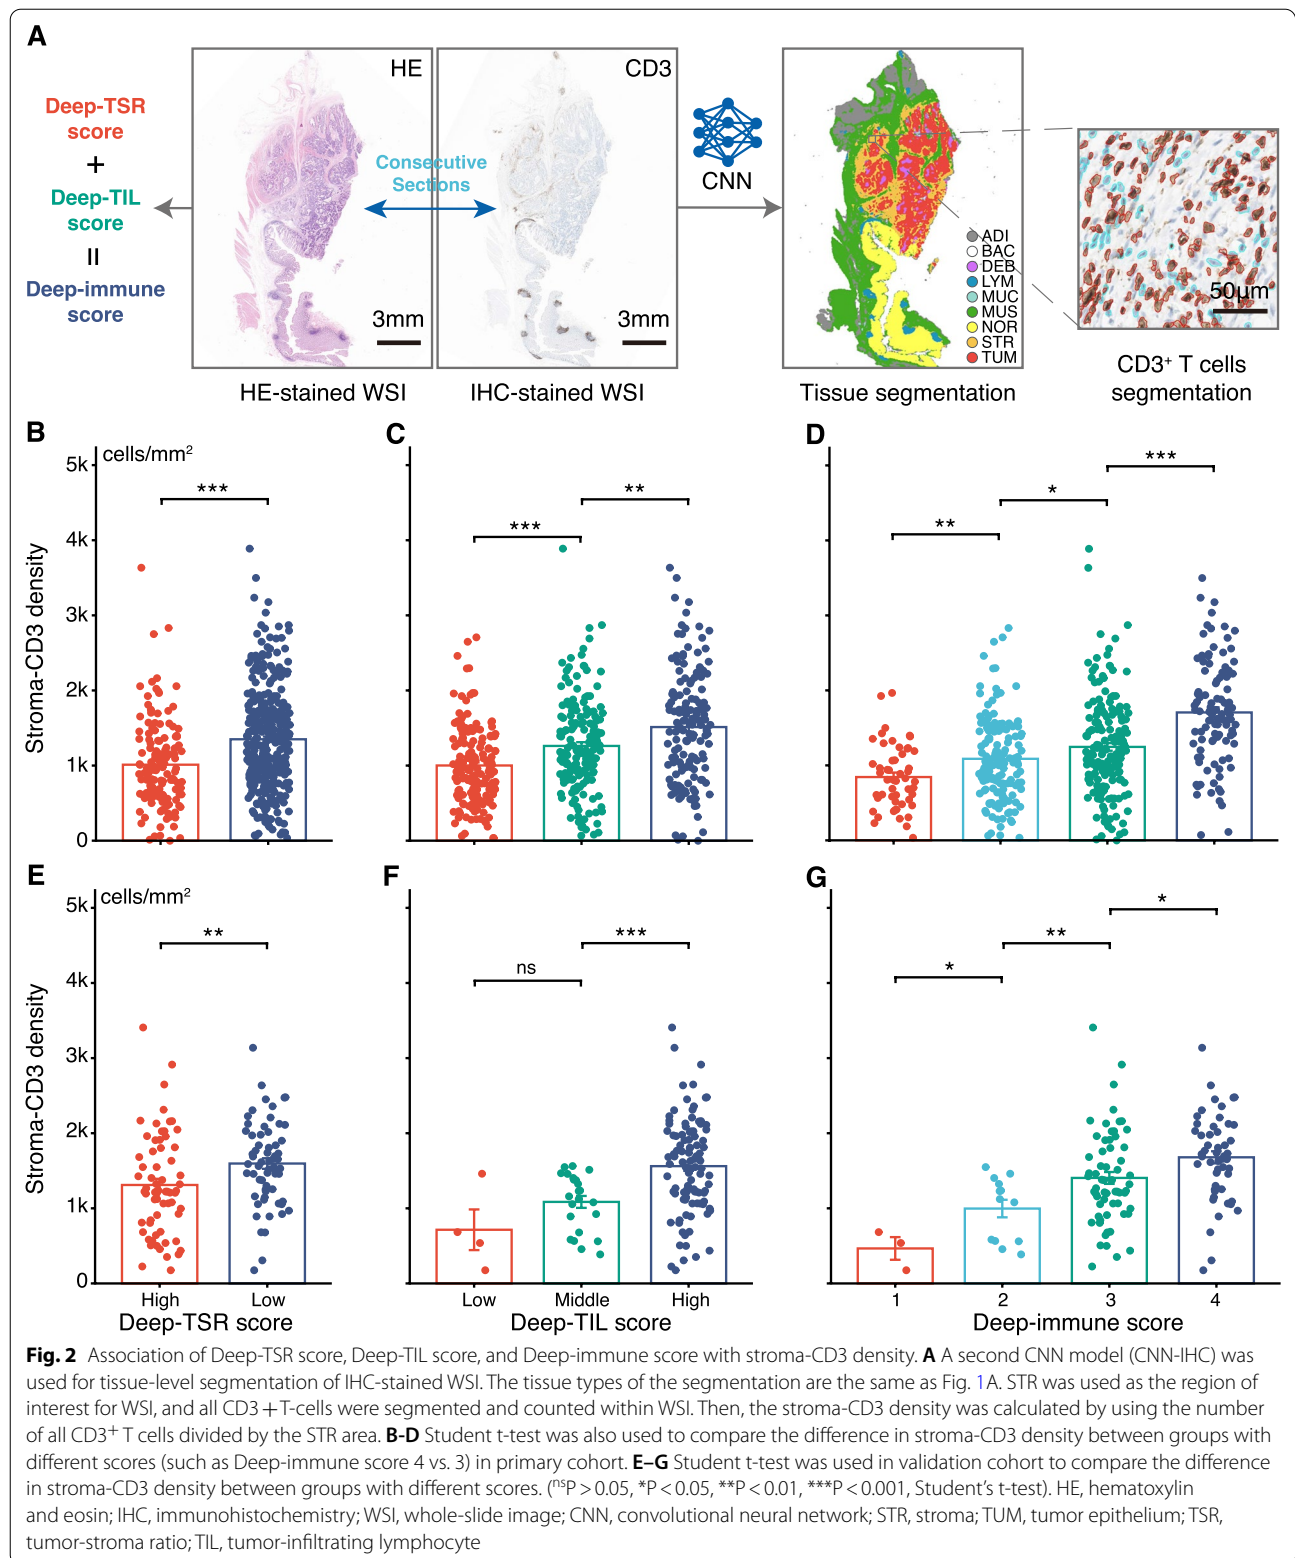 A
Deep-TSR
score
+
Deep-TIL
score
=
Deep-immune
score
HE
3mm
HE-stained WSI
Consecutive
Sections
CD3
3mm
IHC-stained WSI
CNN
ADI
BAC
DEB
LYM
MUC
MUS
NOR
STR
TUM
Tissue segmentation
50μm
CD3⁺ T cells
segmentation
B
cells/mm²
Stroma-CD3 density
5k
4k
3k
2k
1k
0
***
C
***
**
D
**
*
***
E
cells/mm²
Stroma-CD3 density
5k
4k
3k
2k
1k
0
**
High
Low
Deep-TSR score
F
ns
***
Low
Middle
High
Deep-TIL score
G
*
**
*
1
2
3
4
Deep-immune score
Fig. 2 Association of Deep-TSR score, Deep-TIL score, and Deep-immune score with stroma-CD3 density. A A second CNN model (CNN-IHC) was
used for tissue-level segmentation of IHC-stained WSI. The tissue types of the segmentation are the same as Fig. 1A. STR was used as the region of
interest for WSI, and all CD3+T-cells were segmented and counted within WSI. Then, the stroma-CD3 density was calculated by using the number
of all CD3⁺ T cells divided by the STR area. B-D Student t-test was also used to compare the difference in stroma-CD3 density between groups with
different scores (such as Deep-immune score 4 vs. 3) in primary cohort. E–G Student t-test was used in validation cohort to compare the difference
in stroma-CD3 density between groups with different scores. (ⁿˢP > 0.05, *P < 0.05, **P < 0.01, ***P < 0.001, Student's t-test). HE, hematoxylin
and eosin; IHC, immunohistochemistry; WSI, whole-slide image; CNN, convolutional neural network; STR, stroma; TUM, tumor epithelium; TSR,
tumor-stroma ratio; TIL, tumor-infiltrating lymphocyte